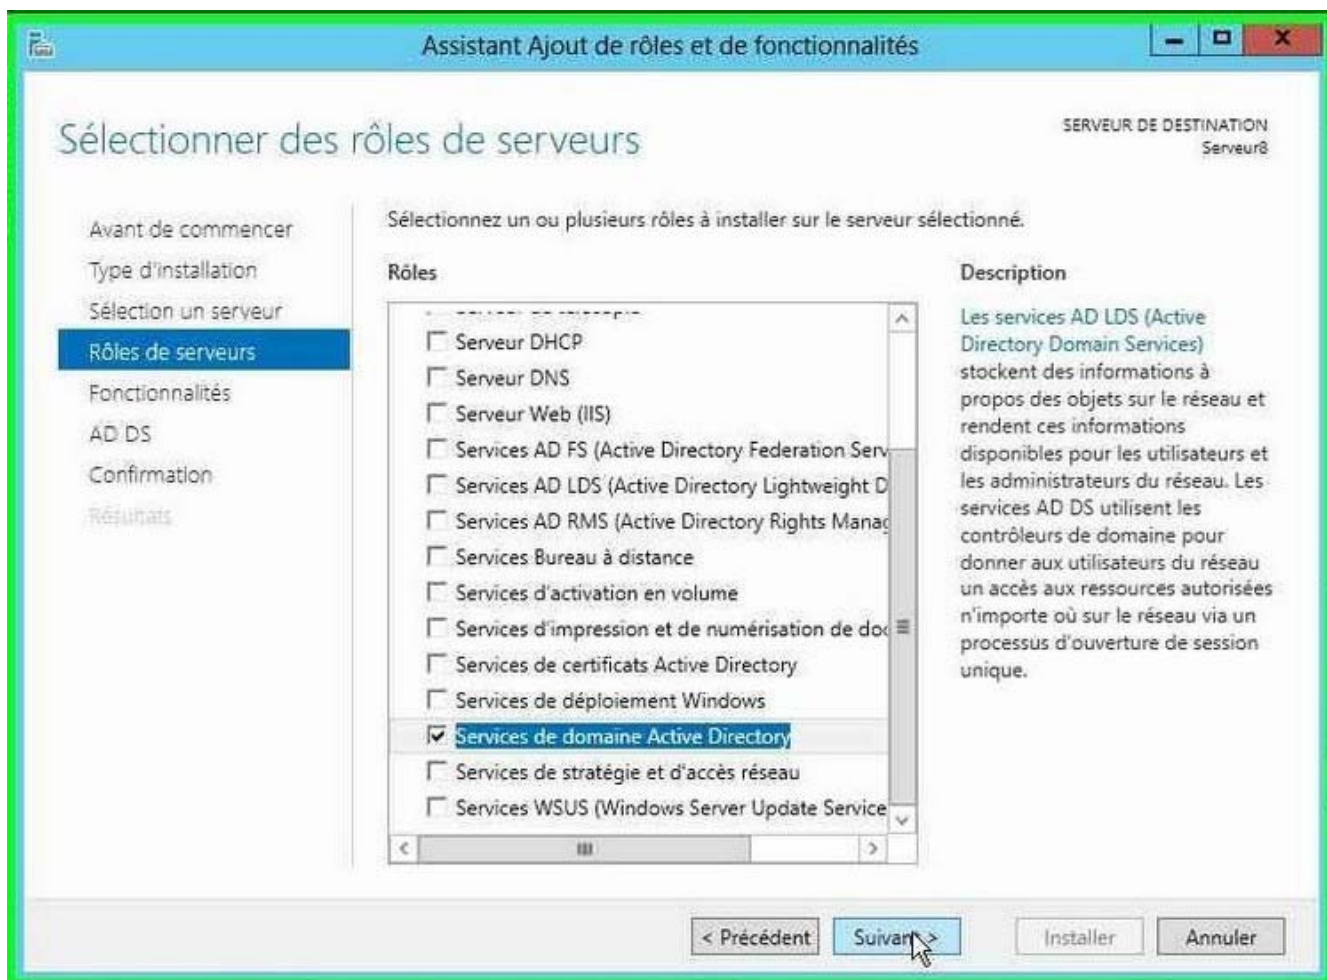 Assistant Ajout de rôles et de fonctionnalités
Sélectionner des rôles de serveurs
SERVEUR DE DESTINATION
Serveur8
Avant de commencer
Type d'installation
Sélection un serveur
Rôles de serveurs
Fonctionnalités
AD DS
Confirmation
Résultats
Sélectionnez un ou plusieurs rôles à installer sur le serveur sélectionné.
Rôles
Serveur DHCP
Serveur DNS
Serveur Web (IIS)
Services AD FS (Active Directory Federation Serv
Services AD LDS (Active Directory Lightweight D
Services AD RMS (Active Directory Rights Manag
Services Bureau à distance
Services d'activation en volume
Services d'impression et de numérisation de doc
Services de certificats Active Directory
Services de déploiement Windows
Services de domaine Active Directory
Services de stratégie et d'accès réseau
Services WSUS (Windows Server Update Service
Description
Les services AD LDS (Active
Directory Domain Services)
stockent des informations à
propos des objets sur le réseau et
rendent ces informations
disponibles pour les utilisateurs et
les administrateurs du réseau. Les
services AD DS utilisent les
contrôleurs de domaine pour
donner aux utilisateurs du réseau
un accès aux ressources autorisées
n'importe où sur le réseau via un
processus d'ouverture de session
unique.
< Précédent
Suivant >
Installer
Annuler